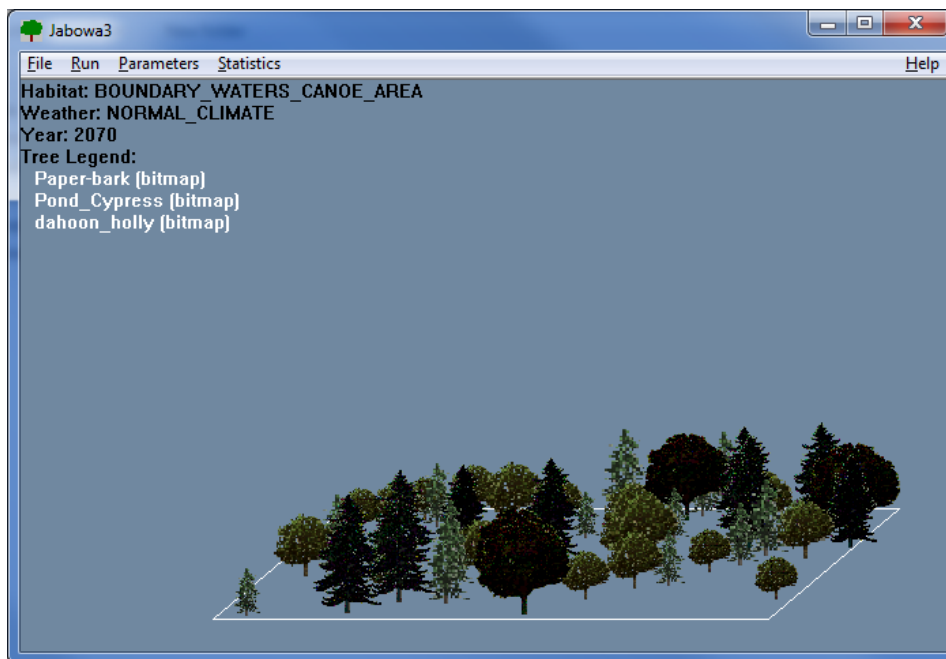 Jabowa3
File Run Parameters Statistics Help
Habitat: BOUNDARY_WATERS_CANOE_AREA
Weather: NORMAL_CLIMATE
Year: 2070
Tree Legend:
Paper-bark (bitmap)
Pond_Cypress (bitmap)
dahoon_holly (bitmap)